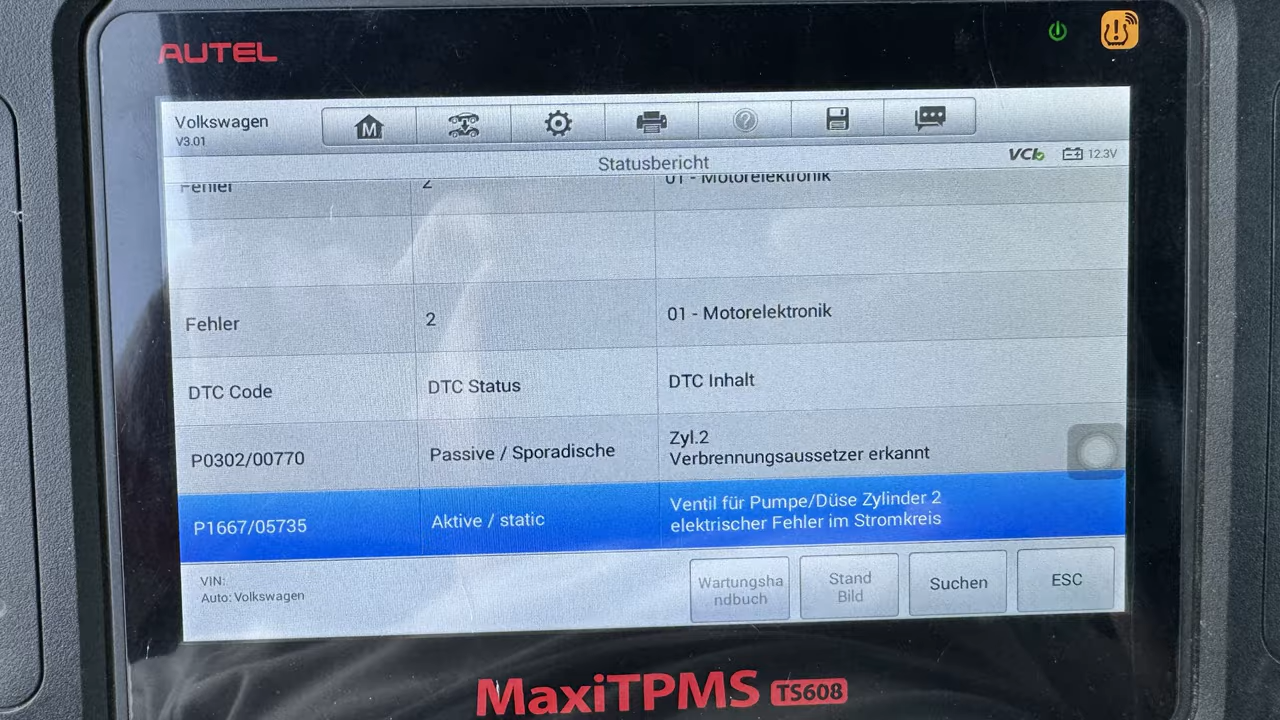 AUTEL
Volkswagen
V3.01
M
Statusbericht
VCI
12.3V
Fehler
2
01 - Motorelektronik
Fehler
2
01 - Motorelektronik
DTC Code
DTC Status
DTC Inhalt
P0302/00770
Passive / Sporadische
Zyl.2
Verbrennungsaussetzer erkannt
P1667/05735
Aktive / static
Ventil für Pumpe/Düse Zylinder 2
elektrischer Fehler im Stromkreis
VIN:
Auto: Volkswagen
Wartungsha
ndbuch
Stand
Bild
Suchen
ESC
MaxiTPMS TS608